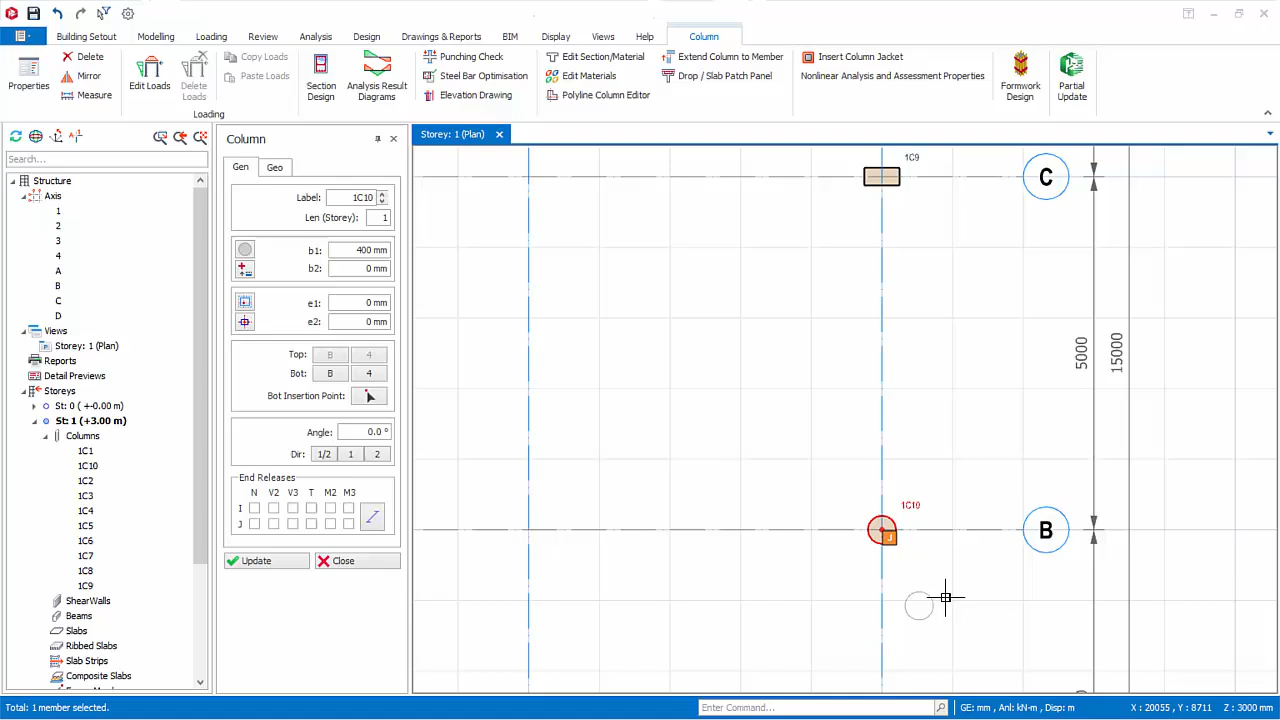 Building Setout
Modelling
Loading
Review
Analysis
Design
Drawings & Reports
BIM
Display
Views
Help
Column
Properties
Delete
Mirror
Measure
Edit Loads
Delete Loads
Copy Loads
Paste Loads
Loading
Section Design
Analysis Result Diagrams
Punching Check
Steel Bar Optimisation
Elevation Drawing
Edit Section/Material
Edit Materials
Polyline Column Editor
Extend Column to Member
Drop / Slab Patch Panel
Insert Column Jacket
Nonlinear Analysis and Assessment Properties
Formwork Design
Partial Update
Search...
Structure
Axis
1
2
3
4
A
B
C
D
Views
Storey: 1 (Plan)
Reports
Detail Previews
Storeys
St: 0 ( +-0.00 m)
St: 1 (+3.00 m)
Columns
1C1
1C10
1C2
1C3
1C4
1C5
1C6
1C7
1C8
1C9
ShearWalls
Beams
Slabs
Ribbed Slabs
Slab Strips
Composite Slabs
Column
Gen
Geo
Label: 1C10
Len (Storey): 1
b1: 400 mm
b2: 0 mm
e1: 0 mm
e2: 0 mm
Top: B 4
Bot: B 4
Bot Insertion Point:
Angle: 0.0 °
Dir: 1/2 1 2
End Releases
N V2 V3 T M2 M3
I
J
Update
Close
Storey: 1 (Plan)
1C9
C
5000
15000
1C10
J
B
Total: 1 member selected.
Enter Command...
GE: mm , Anl: kN-m , Disp: m
X : 20055 , Y : 8711
Z : 3000 mm